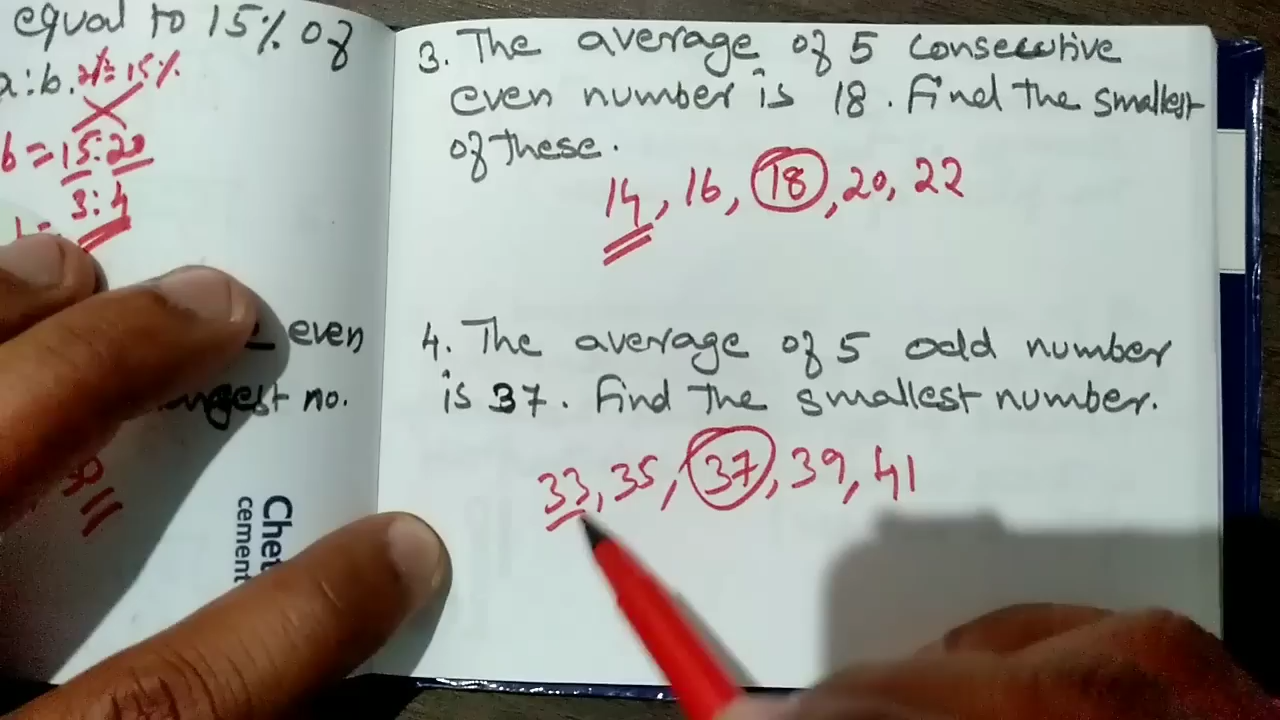 equal to 15% of
a:b. 15%
b = 15:20
3:4
even
no.
Chet
cement
3. The average of 5 consecutive
even number is 18. Find the smallest
of these.
14, 16, 18, 20, 22
4. The average of 5 odd number
is 37. Find the smallest number.
33, 35, 37, 39, 41